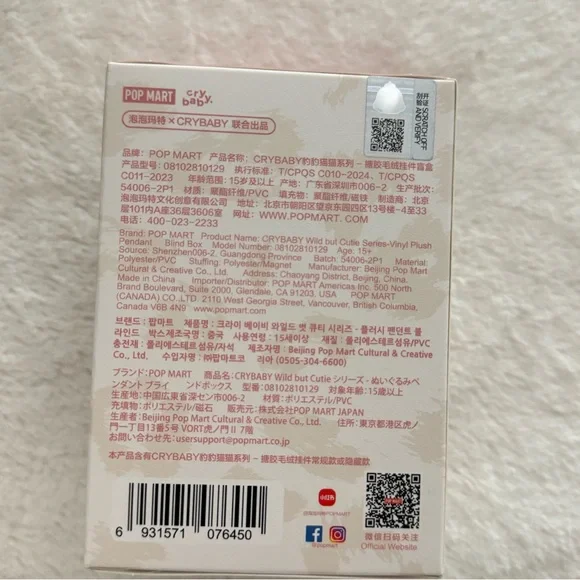 POP MART cry baby.
泡泡玛特 × CRYBABY 联合出品
刮涂层 开证 SCRATCH OFF AND VERIFY
品牌: POP MART 产品名称: CRYBABY豹豹猫猫系列 - 搪胶毛绒挂件盲盒
产品型号: 08102810129 执行标准: T/CPQS C010-2024、T/CPQS
C011-2023 年龄范围: 15岁及以上 产地: 广东省深圳市006-2 生产批次:
54006-2P1 材质: 聚酯纤维/PVC 填充物: 聚酯纤维/磁铁 制造商: 北京
泡泡玛特文化创意有限公司 地址: 北京市朝阳区望京东园四区13号楼-4至33
层101内A座36层3606室 网址: WWW.POPMART.COM
电话: 400-023-2233
Brand: POP MART Product Name: CRYBABY Wild but Cutie Series-Vinyl Plush
Pendant Blind Box Model Number: 08102810129 Age: 15+
Source: Shenzhen006-2, Guangdong Province Batch: 54006-2P1 Material:
Polyester/PVC Stuffing: Polyester/Magnet Manufacturer: Beijing Pop Mart
Cultural & Creative Co., Ltd. Address: Chaoyang District, Beijing, China.
Made in China Importer/Distributor: POP MART Americas Inc. 500 North
Brand Boulevard, Suite 2000, Glendale, CA 91203. USA POP MART
(CANADA) CO.,LTD. 2110 West Georgia Street, Vancouver, British Columbia,
Canada V6B 4N9 www.popmart.com
브랜드 : 팝마트 제품명 : 크라이 베이비 와일드 벗 큐티 시리즈 - 플러시 펜던트 블
라인드 박스 제조국명 : 중국 사용연령 : 15세이상 재질 : 폴리에스테르섬유/PVC
충전재 : 폴리에스테르섬유/자석 제조자명 : Beijing Pop Mart Cultural & Creative
Co., Ltd. 수입자명 : ㈜팝마트코리아 (0505-304-6600)
ブランド: POP MART 商品名: CRYBABY Wild but Cutie シリーズ - ぬいぐるみペ
ンダント ブラインドボックス 型番: 08102810129 対象年齢: 15歳以上
生産地: 中国広東省深セン市006-2 材質: ポリエステル/PVC
充填物: ポリエステル/磁石 販売元: 株式会社POP MART JAPAN
生産者: Beijing Pop Mart Cultural & Creative Co., Ltd. 住所: 東京都港区虎ノ
門一丁目13番5号 VORT虎ノ門II 7階
お問い合わせ: usersupport@popmart.co.jp
本产品含有CRYBABY豹豹猫猫系列 - 搪胶毛绒挂件常规款或隐藏款
小红书
@popmart
微信扫码关注
Official Website
6 931571 076450